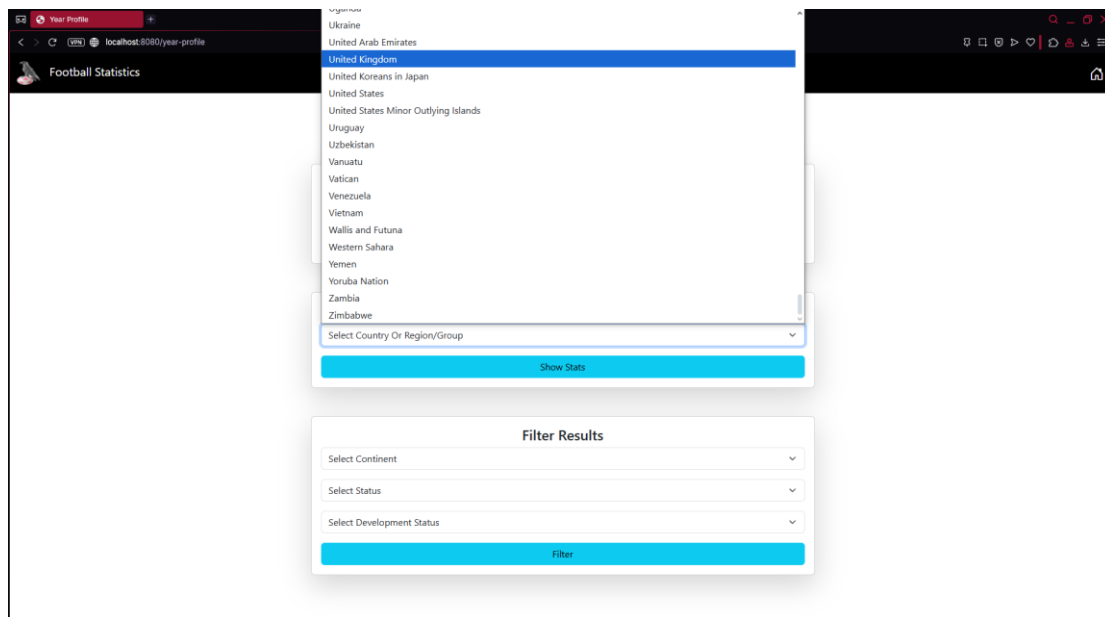 Year Profile
VPN
localhost:8080/year-profile
Football Statistics
Uganda
Ukraine
United Arab Emirates
United Kingdom
United Koreans in Japan
United States
United States Minor Outlying Islands
Uruguay
Uzbekistan
Vanuatu
Vatican
Venezuela
Vietnam
Wallis and Futuna
Western Sahara
Yemen
Yoruba Nation
Zambia
Zimbabwe
Select Country Or Region/Group
Show Stats
Filter Results
Select Continent
Select Status
Select Development Status
Filter